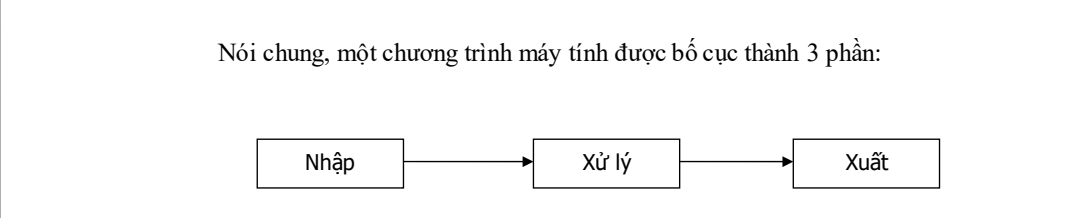 Nói chung, một chương trình máy tính được bố cục thành 3 phần:
Nhập
Xử lý
Xuất